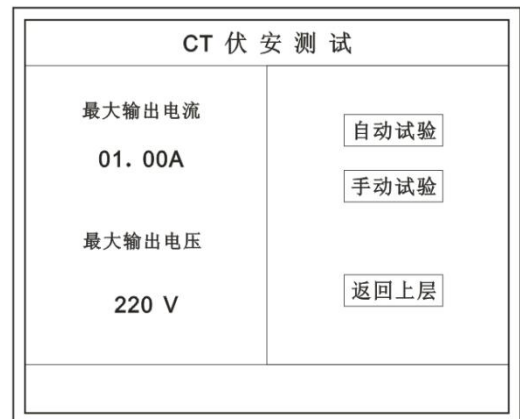 CT 伏安测试
最大输出电流
01. 00A
最大输出电压
220 V
自动试验
手动试验
返回上层